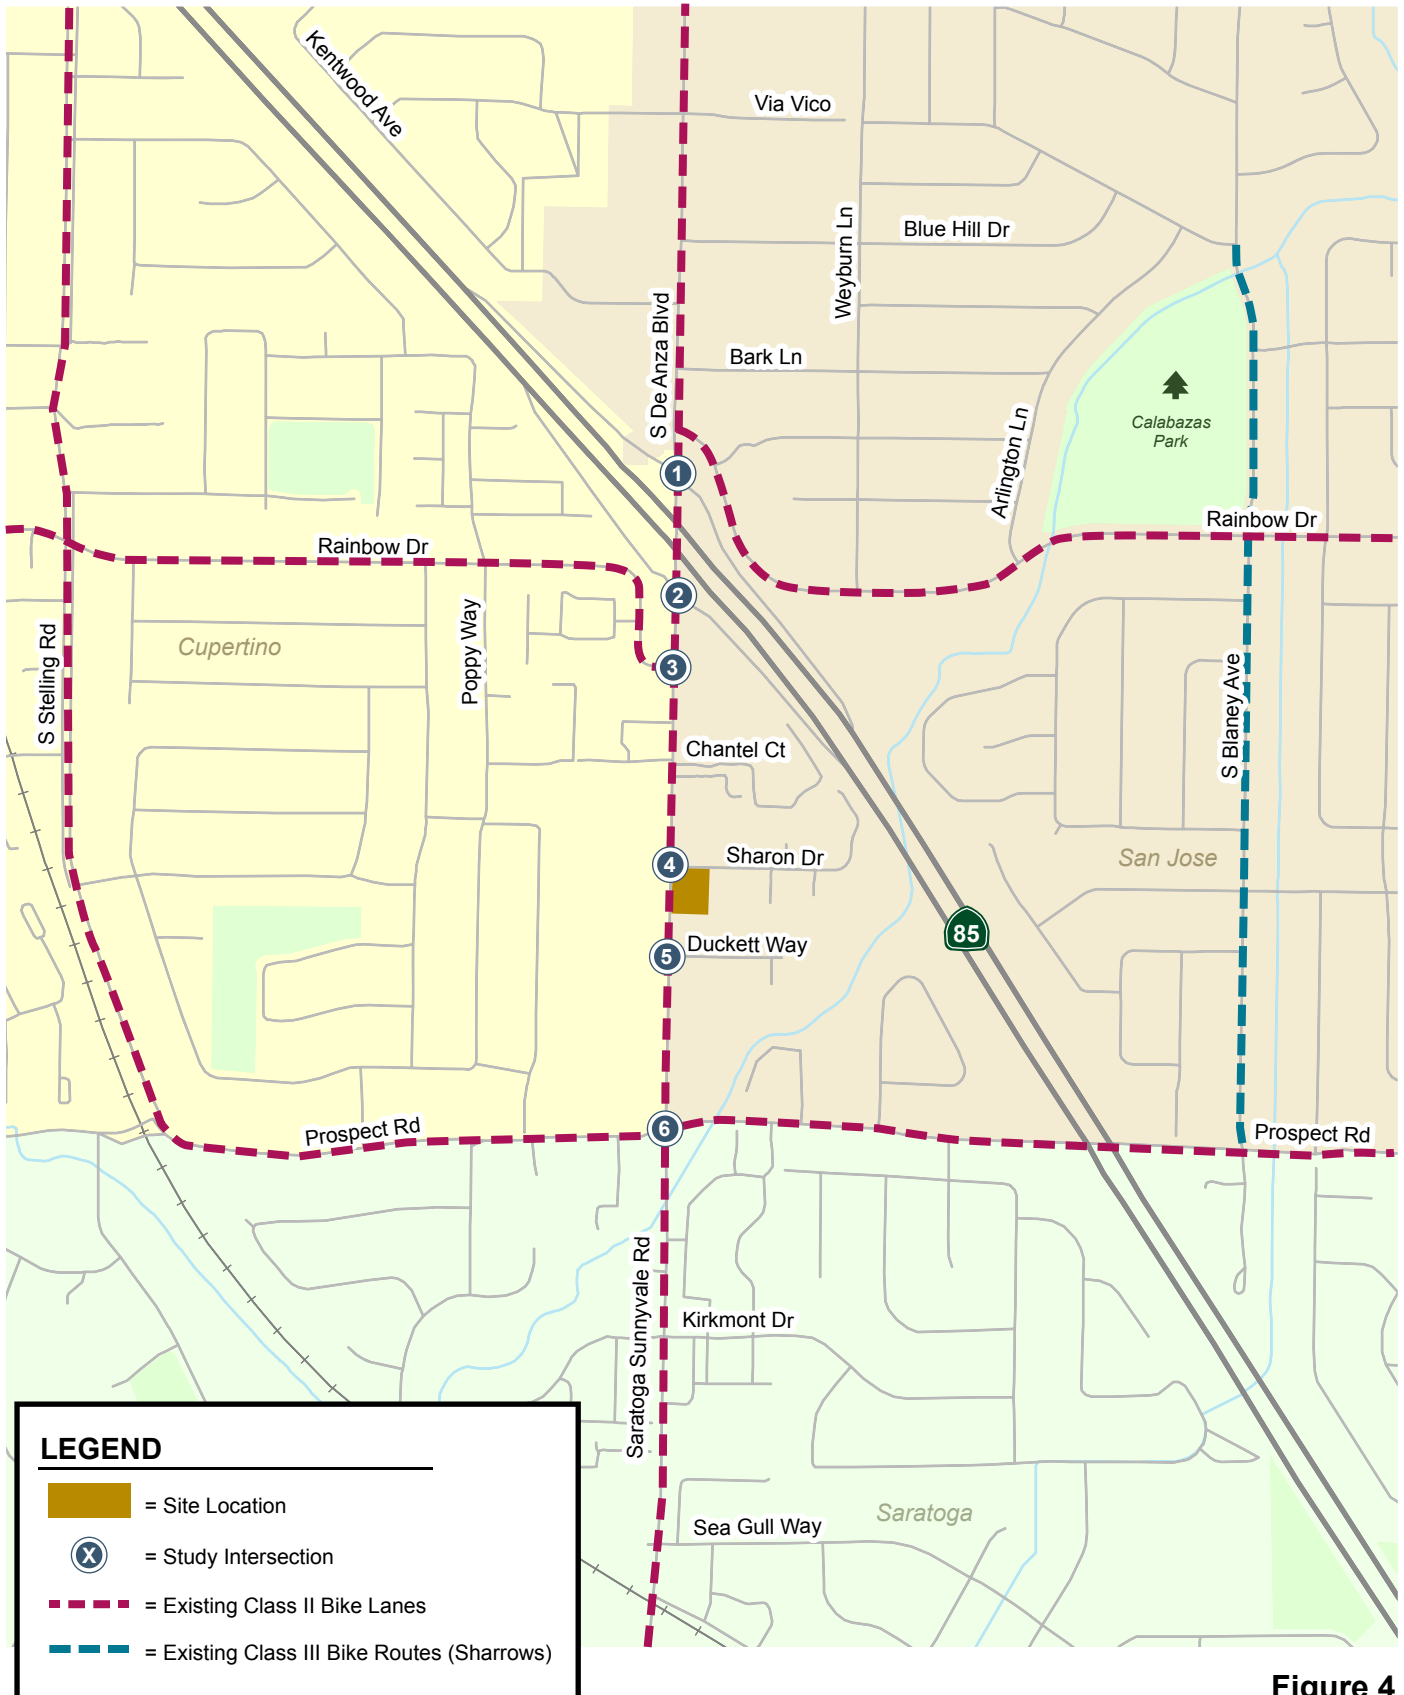 Kentwood Ave
Via Vico
Weyburn Ln
Blue Hill Dr
S De Anza Blvd
Bark Ln
Calabazas
Park
Arlington Ln
1
Rainbow Dr
Rainbow Dr
2
Cupertino
Poppy Way
S Stelling Rd
3
S Blaney Ave
Chantel Ct
4
Sharon Dr
San Jose
85
5
Duckett Way
6
Prospect Rd
Prospect Rd
Saratoga Sunnyvale Rd
Kirkmont Dr
Saratoga
Sea Gull Way
LEGEND
= Site Location
X
= Study Intersection
= Existing Class II Bike Lanes
= Existing Class III Bike Routes (Sharrows)
Figure 4